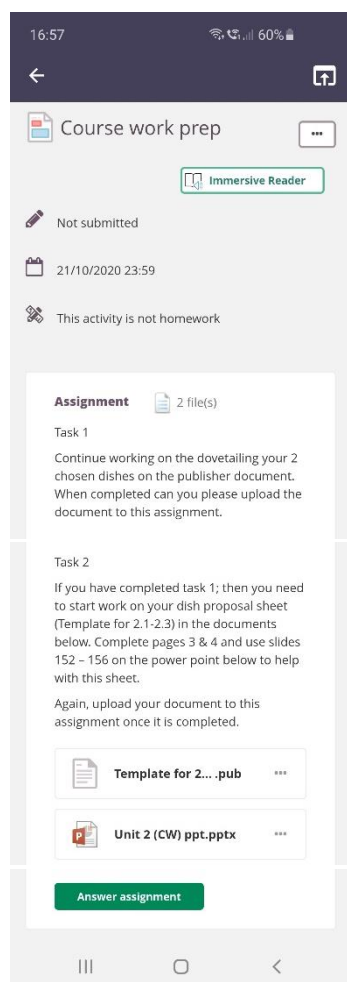 16:57
60%
Course work prep
Immersive Reader
Not submitted
21/10/2020 23:59
This activity is not homework
Assignment 2 file(s)
Task 1
Continue working on the dovetailing your 2
chosen dishes on the publisher document.
When completed can you please upload the
document to this assignment.
Task 2
If you have completed task 1; then you need
to start work on your dish proposal sheet
(Template for 2.1-2.3) in the documents
below. Complete pages 3 & 4 and use slides
152 – 156 on the power point below to help
with this sheet.
Again, upload your document to this
assignment once it is completed.
Template for 2... .pub
Unit 2 (CW) ppt.pptx
Answer assignment